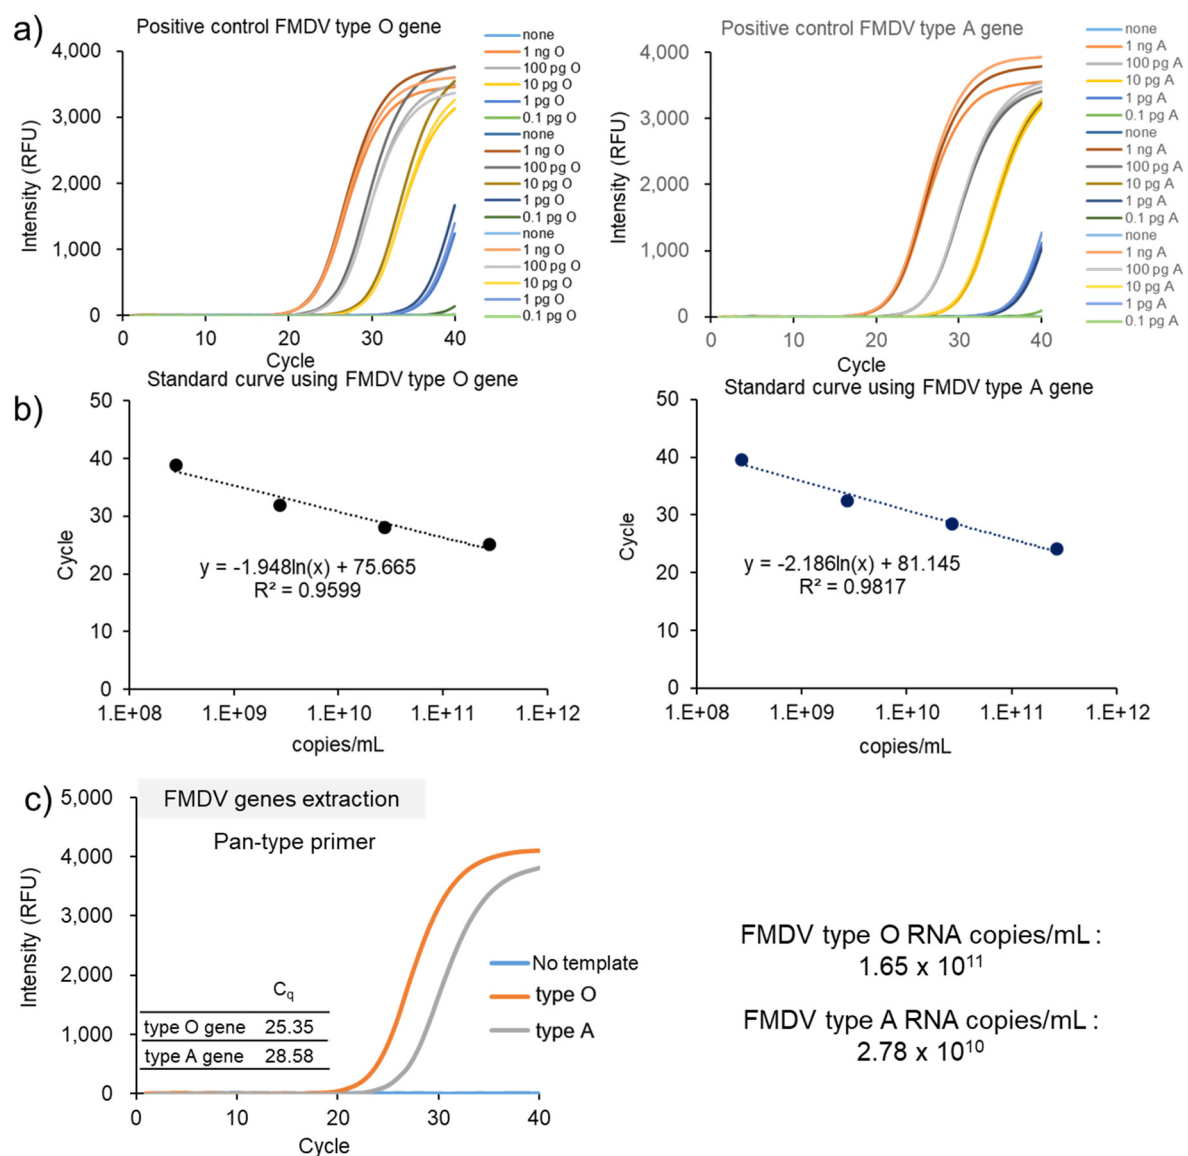 a)
Positive control FMDV type O gene
4,000
3,000
2,000
1,000
0
Intensity (RFU)
0 10 20 30 40
Cycle
none
1 ng O
100 pg O
10 pg O
1 pg O
0.1 pg O
none
1 ng O
100 pg O
10 pg O
1 pg O
0.1 pg O
none
1 ng O
100 pg O
10 pg O
1 pg O
0.1 pg O
Positive control FMDV type A gene
4,000
3,000
2,000
1,000
0
Intensity (RFU)
0 10 20 30 40
Cycle
none
1 ng A
100 pg A
10 pg A
1 pg A
0.1 pg A
none
1 ng A
100 pg A
10 pg A
1 pg A
0.1 pg A
none
1 ng A
100 pg A
10 pg A
1 pg A
0.1 pg A
b)
Standard curve using FMDV type O gene
50
40
30
20
10
0
Cycle
y = -1.948ln(x) + 75.665
R² = 0.9599
1.E+08 1.E+09 1.E+10 1.E+11 1.E+12
copies/mL
Standard curve using FMDV type A gene
50
40
30
20
10
0
Cycle
y = -2.186ln(x) + 81.145
R² = 0.9817
1.E+08 1.E+09 1.E+10 1.E+11 1.E+12
copies/mL
c)
FMDV genes extraction
Pan-type primer
5,000
4,000
3,000
2,000
1,000
0
Intensity (RFU)
Cq
type O gene 25.35
type A gene 28.58
0 10 20 30 40
Cycle
No template
type O
type A
FMDV type O RNA copies/mL :
1.65 x 10¹¹
FMDV type A RNA copies/mL :
2.78 x 10¹⁰